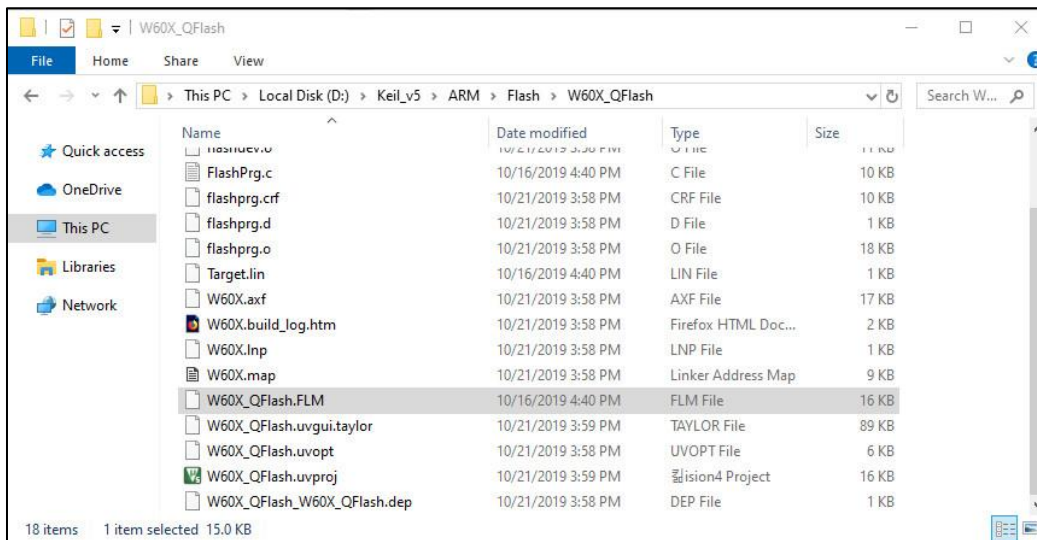 W60X_QFlash
File Home Share View
This PC > Local Disk (D:) > Keil_v5 > ARM > Flash > W60X_QFlash Search W...
Name Date modified Type Size
Quick access
OneDrive
This PC
Libraries
Network
FlashPrg.c 10/16/2019 4:40 PM C File 10 KB
flashprg.crf 10/21/2019 3:58 PM CRF File 10 KB
flashprg.d 10/21/2019 3:58 PM D File 1 KB
flashprg.o 10/21/2019 3:58 PM O File 18 KB
Target.lin 10/16/2019 4:40 PM LIN File 1 KB
W60X.axf 10/21/2019 3:58 PM AXF File 17 KB
W60X.build_log.htm 10/21/2019 3:58 PM Firefox HTML Doc... 2 KB
W60X.lnp 10/21/2019 3:58 PM LNP File 1 KB
W60X.map 10/21/2019 3:58 PM Linker Address Map 9 KB
W60X_QFlash.FLM 10/16/2019 4:40 PM FLM File 16 KB
W60X_QFlash.uvgui.taylor 10/21/2019 3:59 PM TAYLOR File 89 KB
W60X_QFlash.uvopt 10/21/2019 3:59 PM UVOPT File 6 KB
W60X_QFlash.uvproj 10/21/2019 3:59 PM ision4 Project 16 KB
W60X_QFlash_W60X_QFlash.dep 10/21/2019 3:58 PM DEP File 1 KB
18 items 1 item selected 15.0 KB